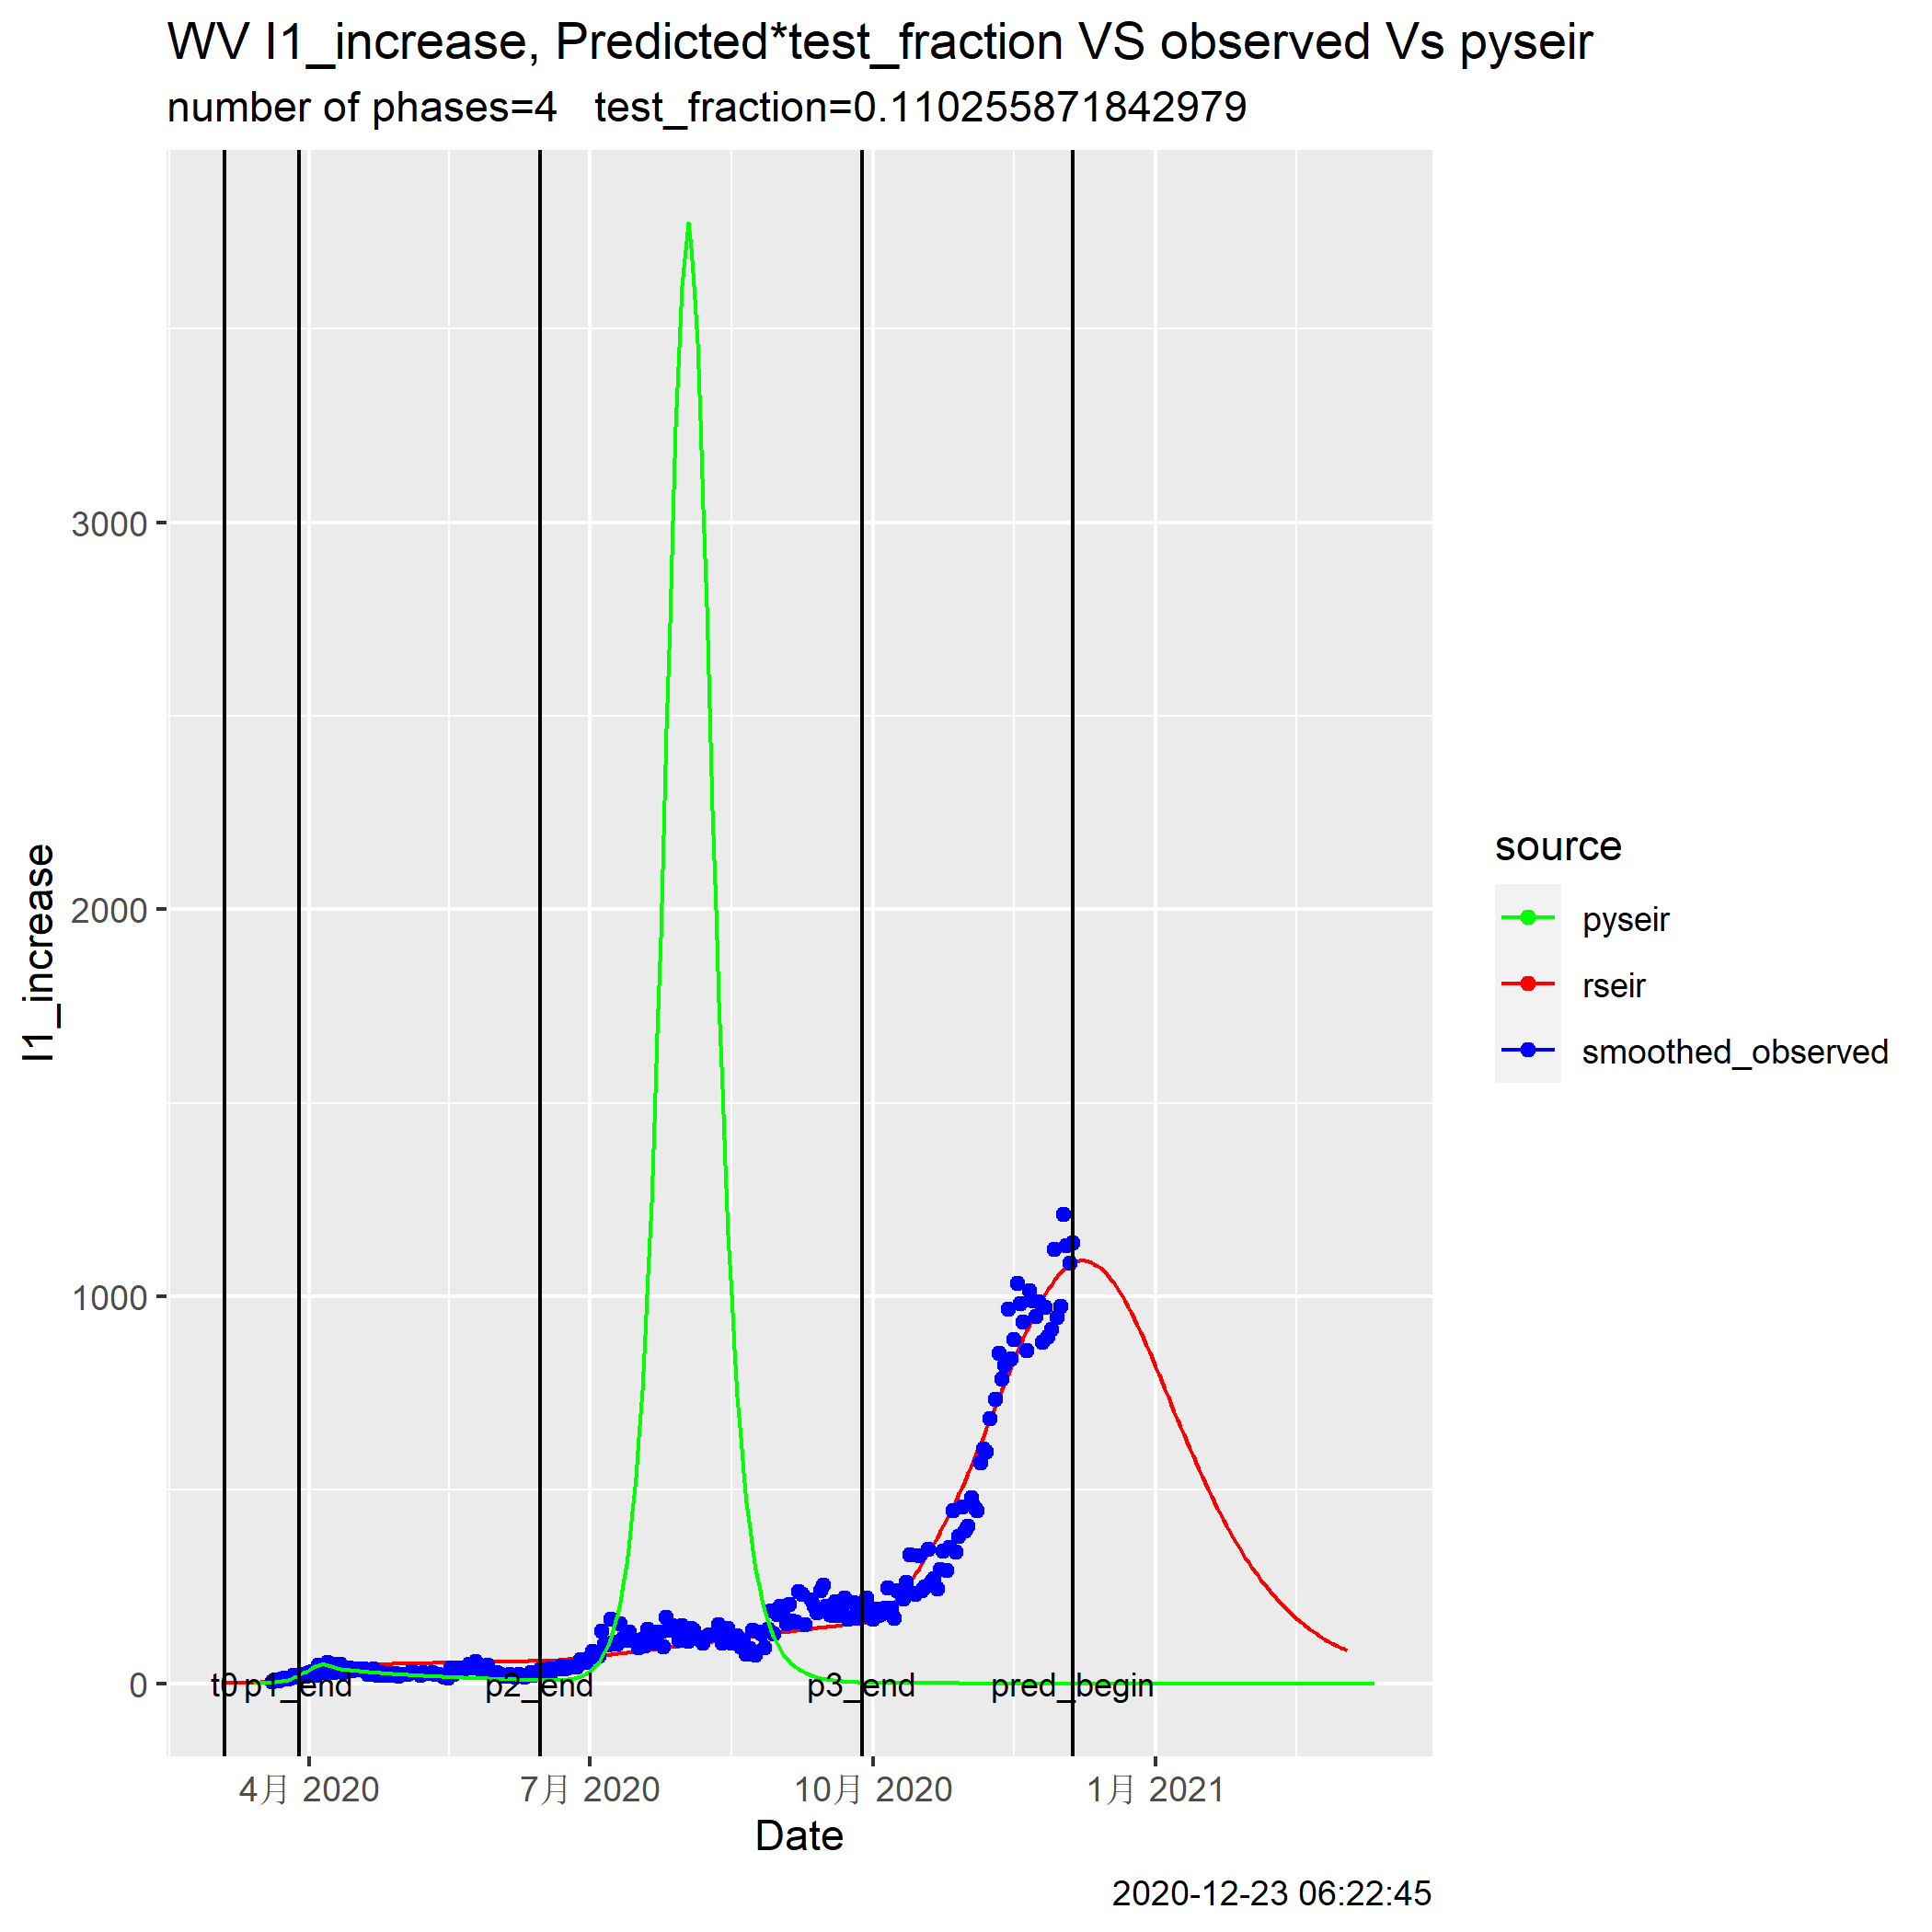 WV I1_increase, Predicted*test_fraction VS observed Vs pyseir
number of phases=4   test_fraction=0.110255871842979
I1_increase
3000
2000
1000
0
t0 p1_end p2_end p3_end pred_begin
4月 2020 7月 2020 10月 2020 1月 2021
Date
source
pyseir
rseir
smoothed_observed
2020-12-23 06:22:45